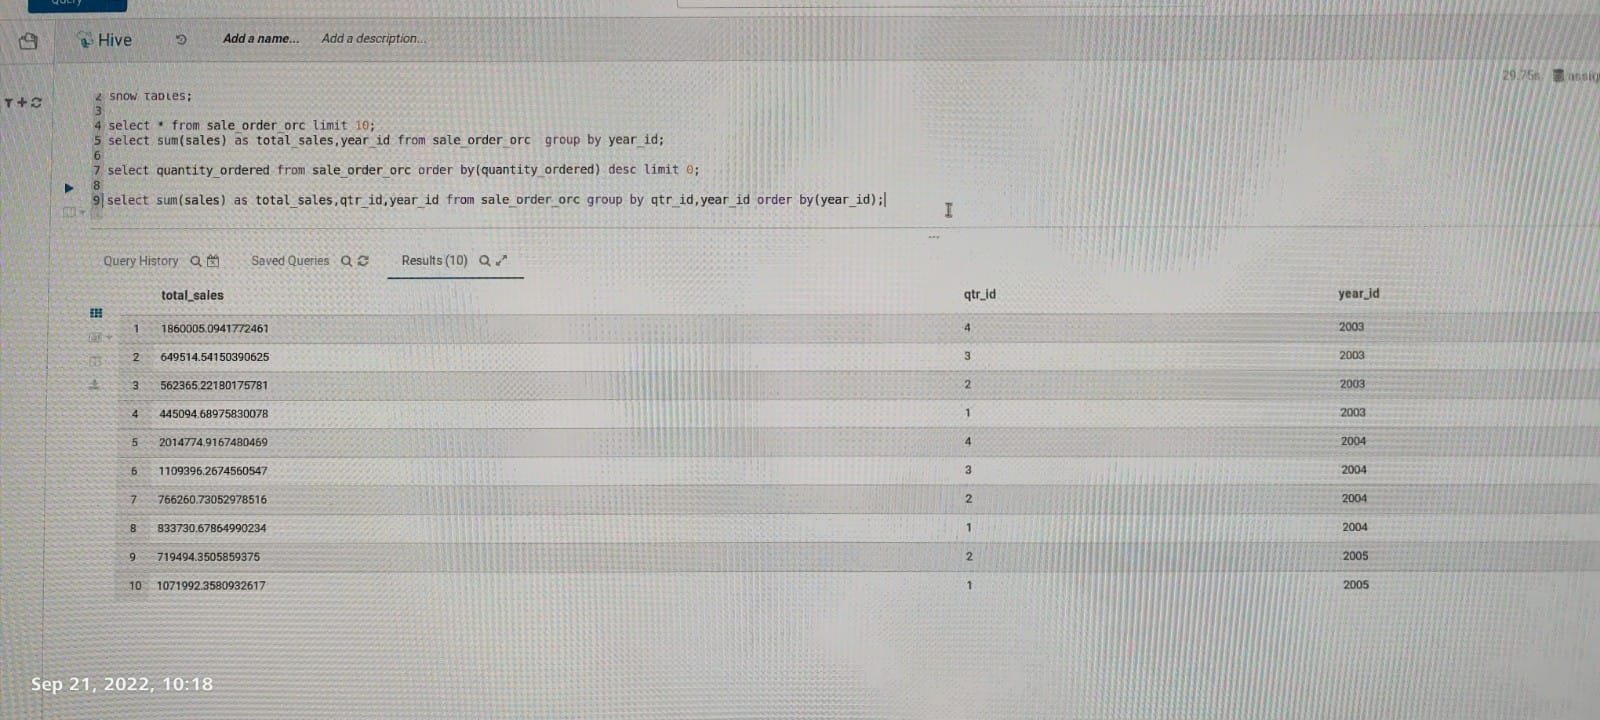 Query
Hive Add a name... Add a description...
29.75s
2 show tables;
3
4 select * from sale_order_orc limit 10;
5 select sum(sales) as total_sales,year_id from sale_order_orc group by year_id;
6
7 select quantity_ordered from sale_order_orc order by(quantity_ordered) desc limit 0;
8
9 select sum(sales) as total_sales,qtr_id,year_id from sale_order_orc group by qtr_id,year_id order by(year_id);
Query History Saved Queries Results (10)
total_sales qtr_id year_id
1 1860005.0941772461 4 2003
2 649514.54150390625 3 2003
3 562365.22180175781 2 2003
4 445094.68975830078 1 2003
5 2014774.9167480469 4 2004
6 1109396.2674560547 3 2004
7 766260.73052978516 2 2004
8 833730.67864990234 1 2004
9 719494.3505859375 2 2005
10 1071992.3580932617 1 2005
Sep 21, 2022, 10:18